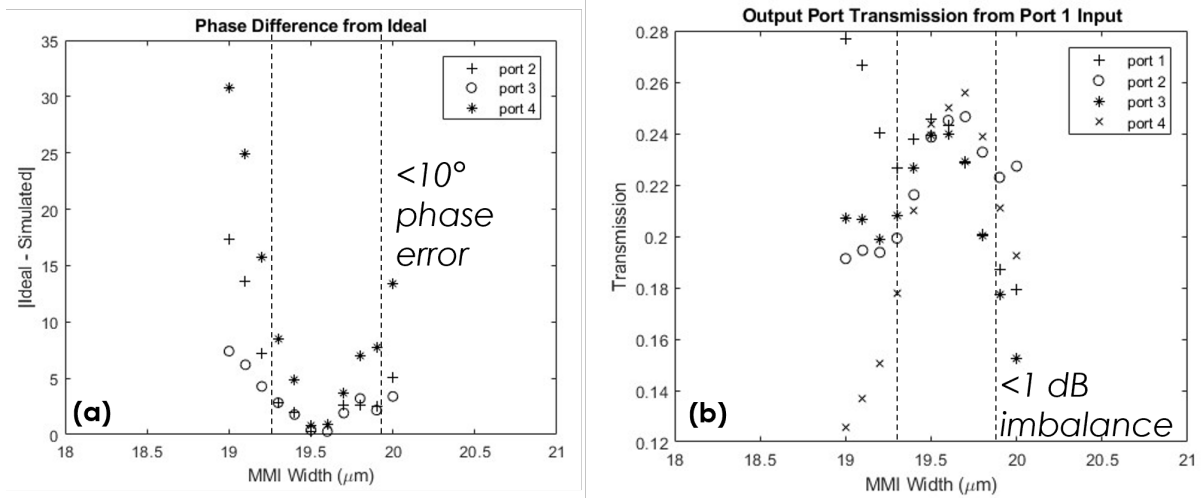 Phase Difference from Ideal
35
30
25
20
15
10
5
0
|Ideal - Simulated|
port 2
port 3
port 4
<10°
phase
error
(a)
18
18.5
19
19.5
20
20.5
21
MMI Width (μm)
Output Port Transmission from Port 1 Input
0.28
0.26
0.24
0.22
0.2
0.18
0.16
0.14
0.12
Transmission
port 1
port 2
port 3
port 4
<1 dB
imbalance
(b)
18
18.5
19
19.5
20
20.5
21
MMI Width (μm)